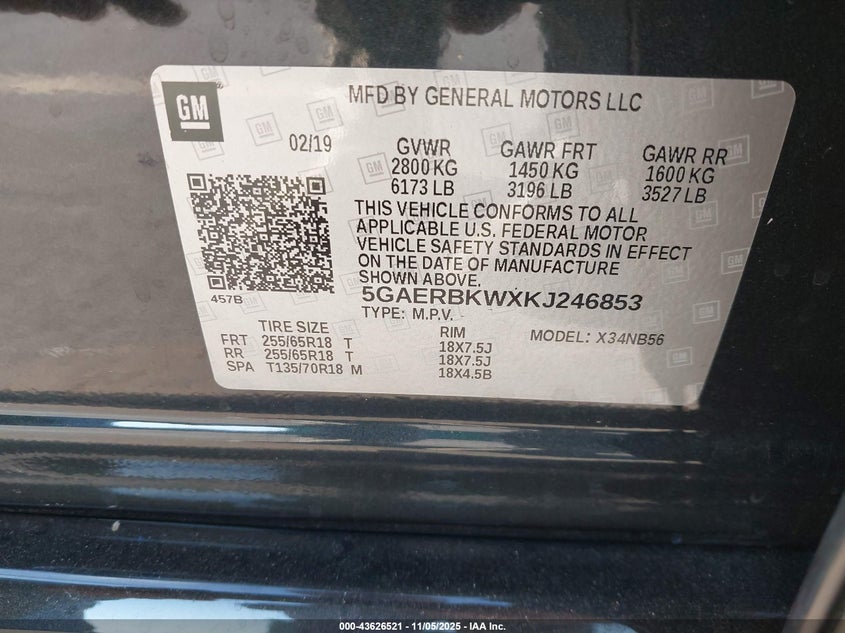 GM
MFD BY GENERAL MOTORS LLC
02/19
GVWR
2800 KG
6173 LB
GAWR FRT
1450 KG
3196 LB
GAWR RR
1600 KG
3527 LB
THIS VEHICLE CONFORMS TO ALL
APPLICABLE U.S. FEDERAL MOTOR
VEHICLE SAFETY STANDARDS IN EFFECT
ON THE DATE OF MANUFACTURE
SHOWN ABOVE.
457B
5GAERBKWXKJ246853
TYPE: M.P.V.
MODEL: X34NB56
TIRE SIZE RIM
FRT 255/65R18 T 18X7.5J
RR 255/65R18 T 18X7.5J
SPA T135/70R18 M 18X4.5B
000-43626521 - 11/05/2025 - IAA Inc.